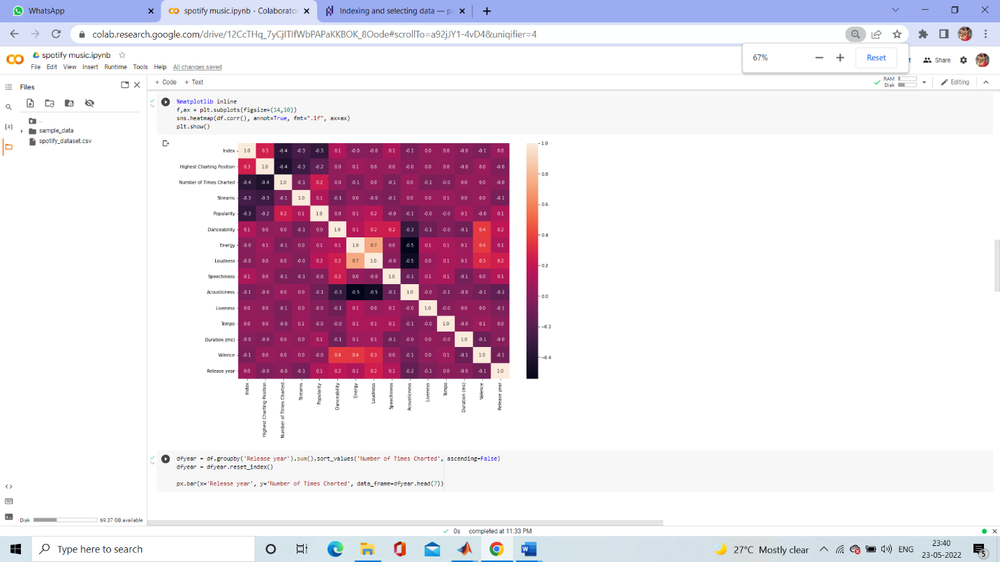 WhatsApp
spotify music.ipynb - Colaborator
Indexing and selecting data — pa
colab.research.google.com/drive/12CcTHq_7yCjITIfWbPAPaKKBOK_8Oode#scrollTo=a92jJY1-4vD4&uniqifier=4
67%
Reset
spotify music.ipynb
File Edit View Insert Runtime Tools Help All changes saved
Share
Files
+ Code + Text
RAM
Disk
Editing
..
sample_data
spotify_dataset.csv
1s
%matplotlib inline
f,ax = plt.subplots(figsize=(14,10))
sns.heatmap(df.corr(), annot=True, fmt=".1f", ax=ax)
plt.show()
Index 1.0 0.3 -0.4 -0.3 -0.3 0.1 -0.0 -0.0 0.1 -0.1 0.0 0.0 -0.0 -0.1 0.0
Highest Charting Position 0.3 1.0 -0.4 -0.3 -0.2 0.0 0.1 0.0 0.0 -0.0 0.0 0.0 -0.0 0.0 -0.0
Number of Times Charted -0.4 -0.4 1.0 -0.1 0.2 0.0 -0.1 0.0 -0.1 0.0 -0.1 -0.0 0.0 0.0 -0.0
Streams -0.3 -0.3 -0.1 1.0 0.1 -0.1 0.0 -0.0 -0.1 0.0 0.0 0.1 0.0 0.0 -0.1
Popularity -0.3 -0.2 0.2 0.1 1.0 0.0 0.1 0.2 -0.0 -0.1 -0.0 -0.0 0.1 -0.0 0.1
Danceability 0.1 0.0 0.0 -0.1 0.0 1.0 0.1 0.2 0.2 -0.3 -0.1 -0.0 -0.1 0.4 0.2
Energy -0.0 0.1 -0.1 0.0 0.1 0.1 1.0 0.7 0.0 -0.5 0.1 0.1 0.1 0.4 0.1
Loudness -0.0 0.0 0.0 -0.0 0.2 0.2 0.7 1.0 -0.0 -0.5 0.0 0.1 0.1 0.3 0.2
Speechiness 0.1 0.0 -0.1 -0.1 -0.0 0.2 0.0 -0.0 1.0 -0.1 0.1 0.1 -0.1 0.0 0.1
Acousticness -0.1 -0.0 0.0 0.0 -0.1 -0.3 -0.5 -0.5 -0.1 1.0 -0.0 -0.1 -0.0 -0.1 -0.2
Liveness 0.0 0.0 -0.1 0.0 -0.0 -0.1 0.1 0.0 0.1 -0.0 1.0 -0.0 0.0 0.0 -0.1
Tempo 0.0 0.0 -0.0 0.1 -0.0 -0.0 0.1 0.1 0.1 -0.1 -0.0 1.0 -0.0 0.1 0.0
Duration (ms) -0.0 -0.0 0.0 0.0 0.1 -0.1 0.1 0.1 -0.1 -0.0 0.0 -0.0 1.0 -0.1 -0.0
Valence -0.1 0.0 0.0 0.0 -0.0 0.4 0.4 0.3 0.0 -0.1 0.0 0.1 -0.1 1.0 -0.1
Release year 0.0 -0.0 -0.0 -0.1 0.1 0.2 0.1 0.2 0.1 -0.2 -0.1 0.0 -0.0 -0.1 1.0
Index Highest Charting Position Number of Times Charted Streams Popularity Danceability Energy Loudness Speechiness Acousticness Liveness Tempo Duration (ms) Valence Release year
1.0
0.8
0.6
0.4
0.2
0.0
-0.2
-0.4
1s
dfyear = df.groupby('Release year').sum().sort_values('Number of Times Charted', ascending=False)
dfyear = dfyear.reset_index()
px.bar(x='Release year', y='Number of Times Charted', data_frame=dfyear.head(7))
Disk 69.37 GB available
0s completed at 11:33 PM
Type here to search
27°C Mostly clear
ENG
23:40
23-05-2022
5